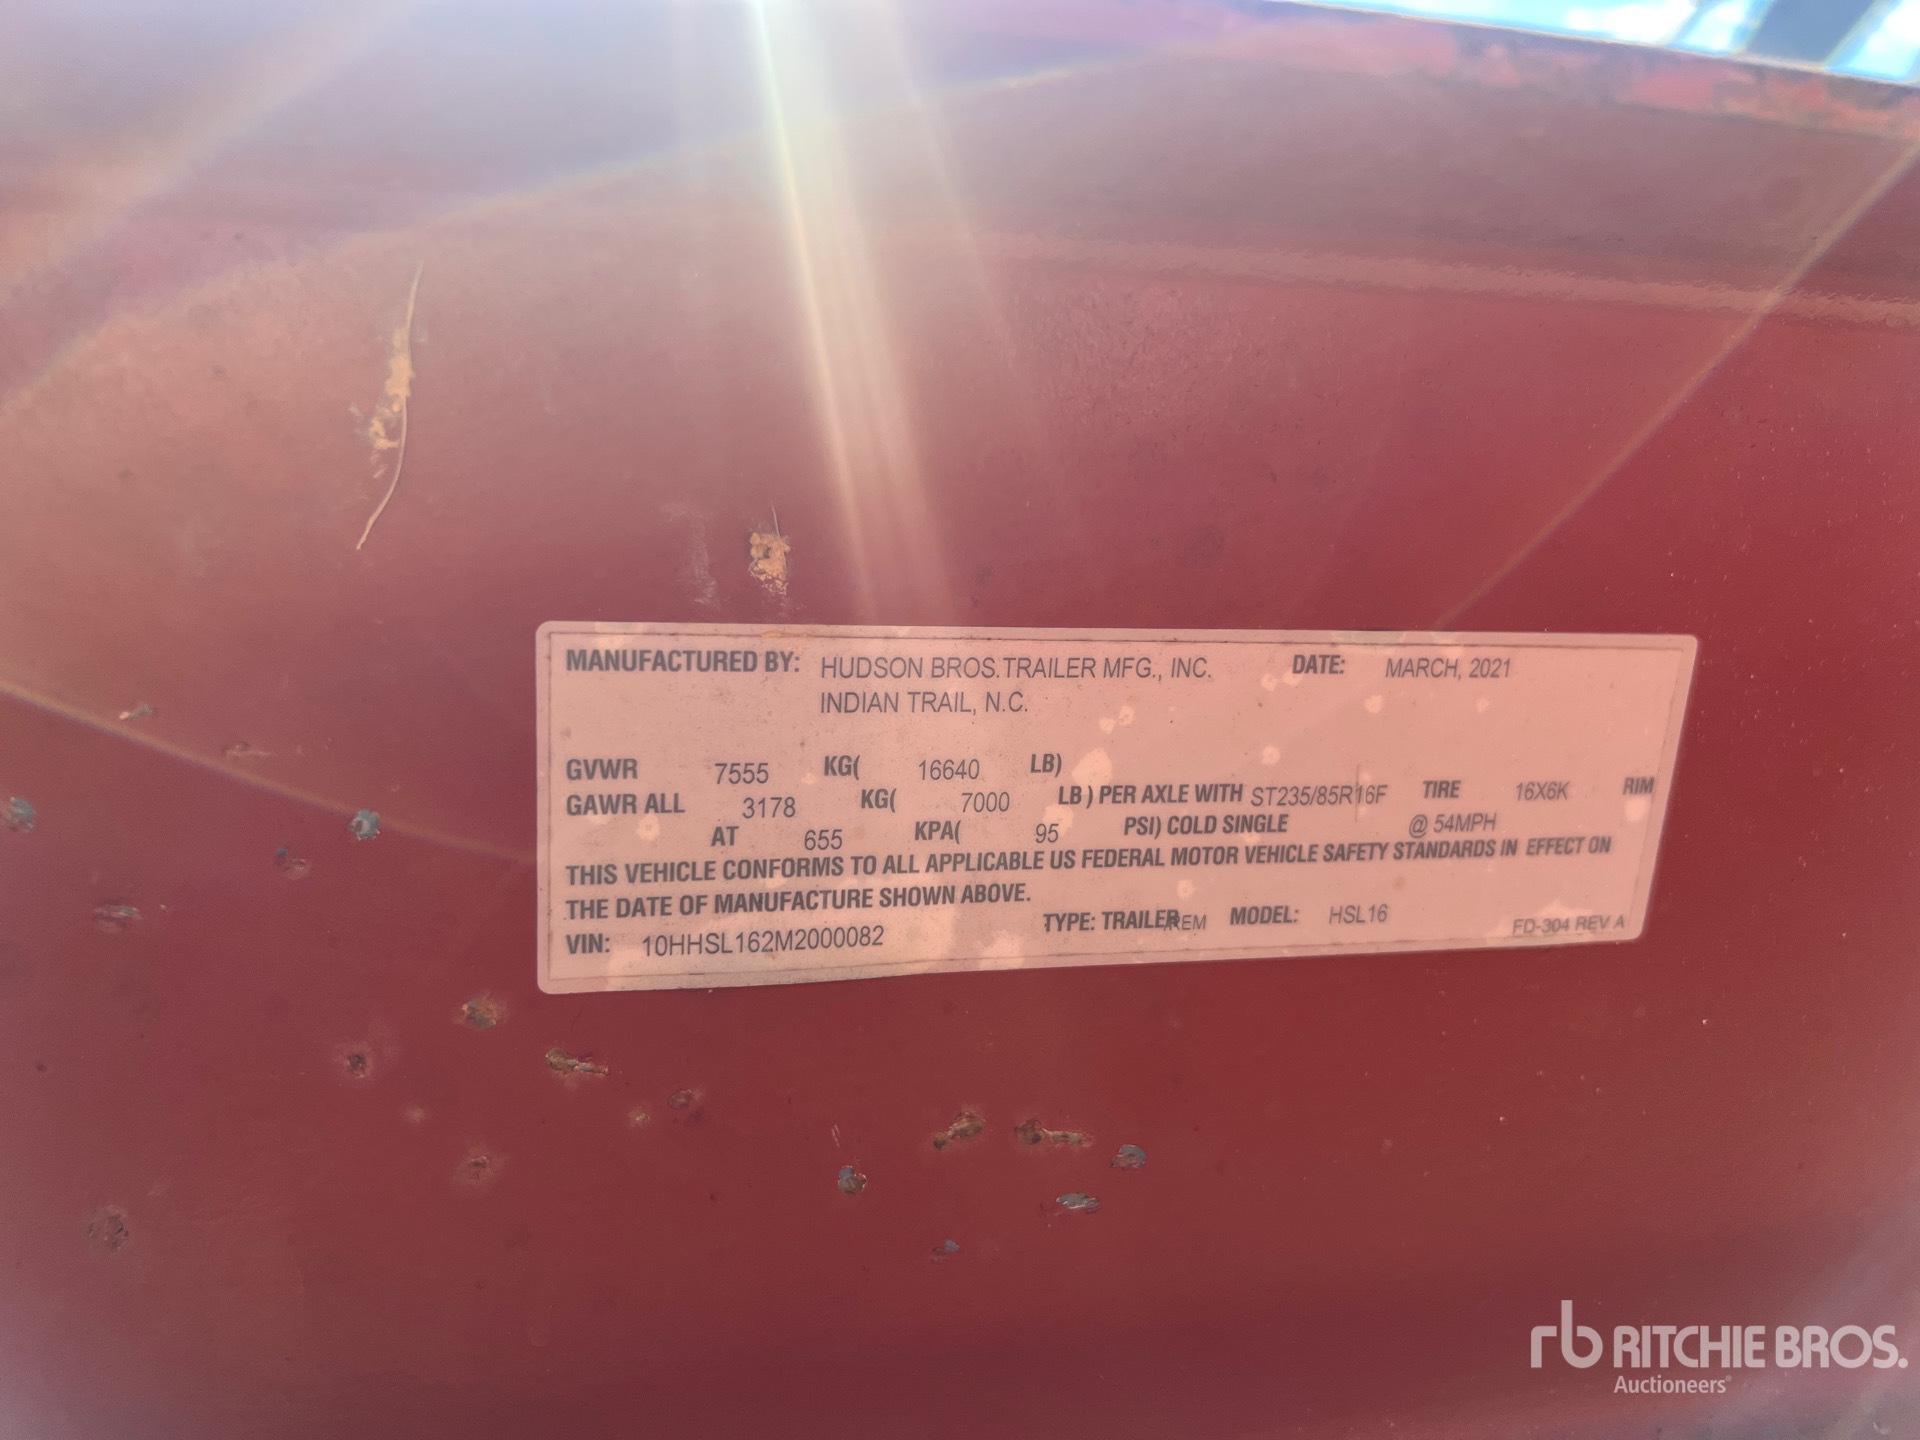 MANUFACTURED BY: HUDSON BROS. TRAILER MFG., INC. DATE: MARCH, 2021
INDIAN TRAIL, N.C.
GVWR 7555 KG( 16640 LB)
GAWR ALL 3178 KG( 7000 LB) PER AXLE WITH ST235/85R16F TIRE 16X6K RIM
AT 655 KPA( 95 PSI) COLD SINGLE @ 54MPH
THIS VEHICLE CONFORMS TO ALL APPLICABLE US FEDERAL MOTOR VEHICLE SAFETY STANDARDS IN EFFECT ON
THE DATE OF MANUFACTURE SHOWN ABOVE.
VIN: 10HHSL162M2000082 TYPE: TRAILER/REM MODEL: HSL16 FD-304 REV A
rb RITCHIE BROS.
Auctioneers